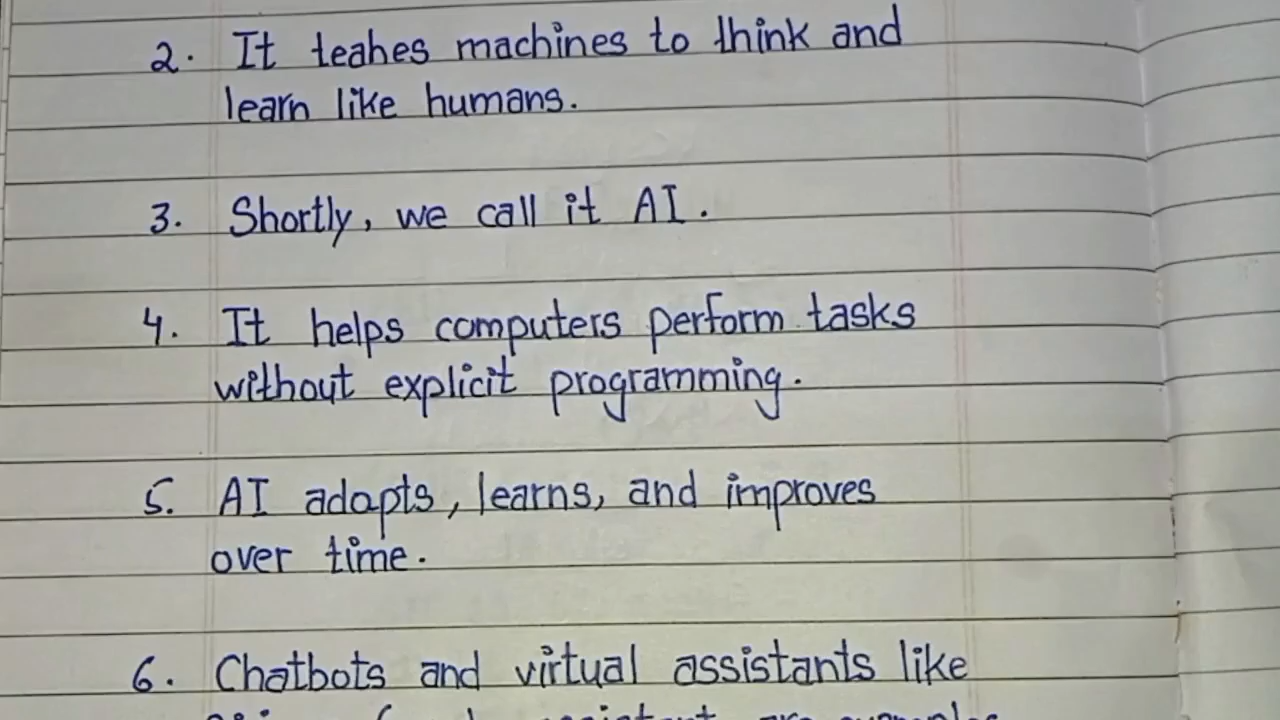 2. It teahes machines to think and
learn like humans.
3. Shortly, we call it AI.
4. It helps computers perform tasks
without explicit programming.
5. AI adapts, learns, and improves
over time.
6. Chatbots and virtual assistants like